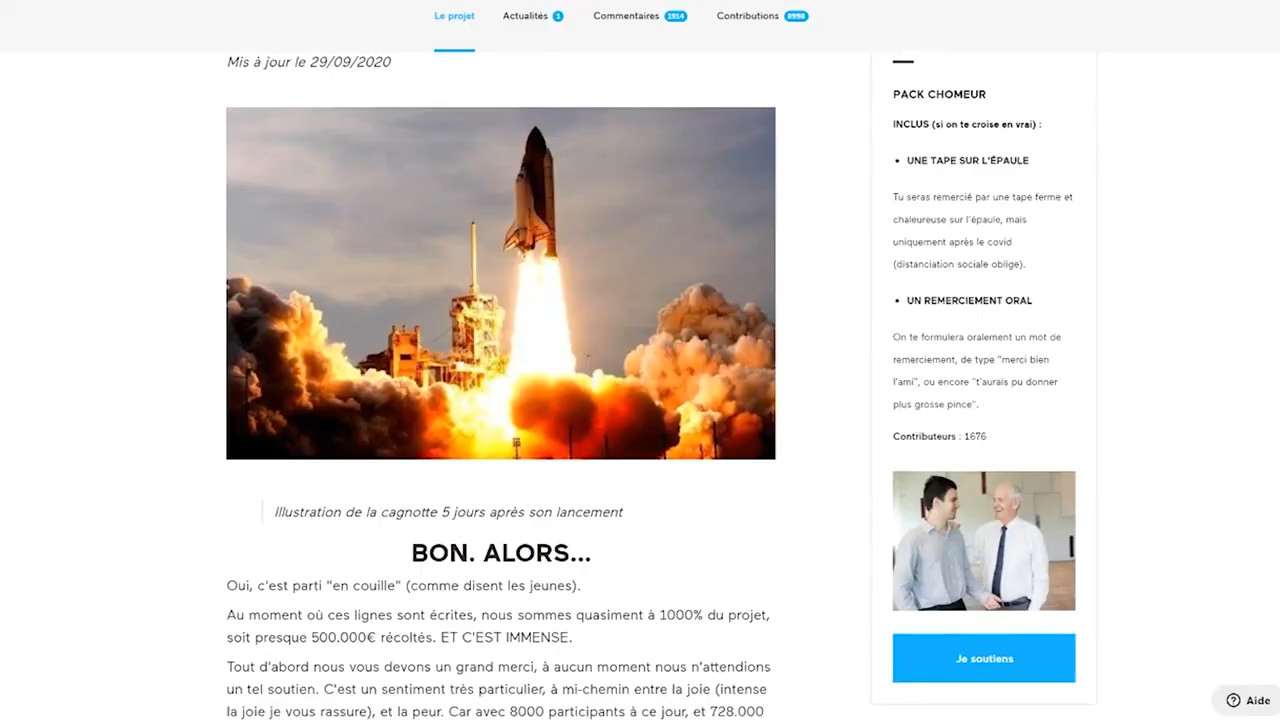 Le projet
Actualités 1
Commentaires 1914
Contributions 8998
Mis à jour le 29/09/2020
Illustration de la cagnotte 5 jours après son lancement
BON. ALORS...
Oui, c'est parti "en couille" (comme disent les jeunes).
Au moment où ces lignes sont écrites, nous sommes quasiment à 1000% du projet,
soit presque 500.000€ récoltés. ET C'EST IMMENSE.
Tout d'abord nous vous devons un grand merci, à aucun moment nous n'attendions
un tel soutien. C'est un sentiment très particulier, à mi-chemin entre la joie (intense
la joie je vous rassure), et la peur. Car avec 8000 participants à ce jour, et 728.000
PACK CHOMEUR
INCLUS (si on te croise en vrai) :
• UNE TAPE SUR L'ÉPAULE
Tu seras remercié par une tape ferme et
chaleureuse sur l'épaule, mais
uniquement après le covid
(distanciation sociale oblige).
• UN REMERCIEMENT ORAL
On te formulera oralement un mot de
remerciement, de type "merci bien
l'ami", ou encore "t'aurais pu donner
plus grosse pince".
Contributeurs : 1676
Je soutiens
Aide